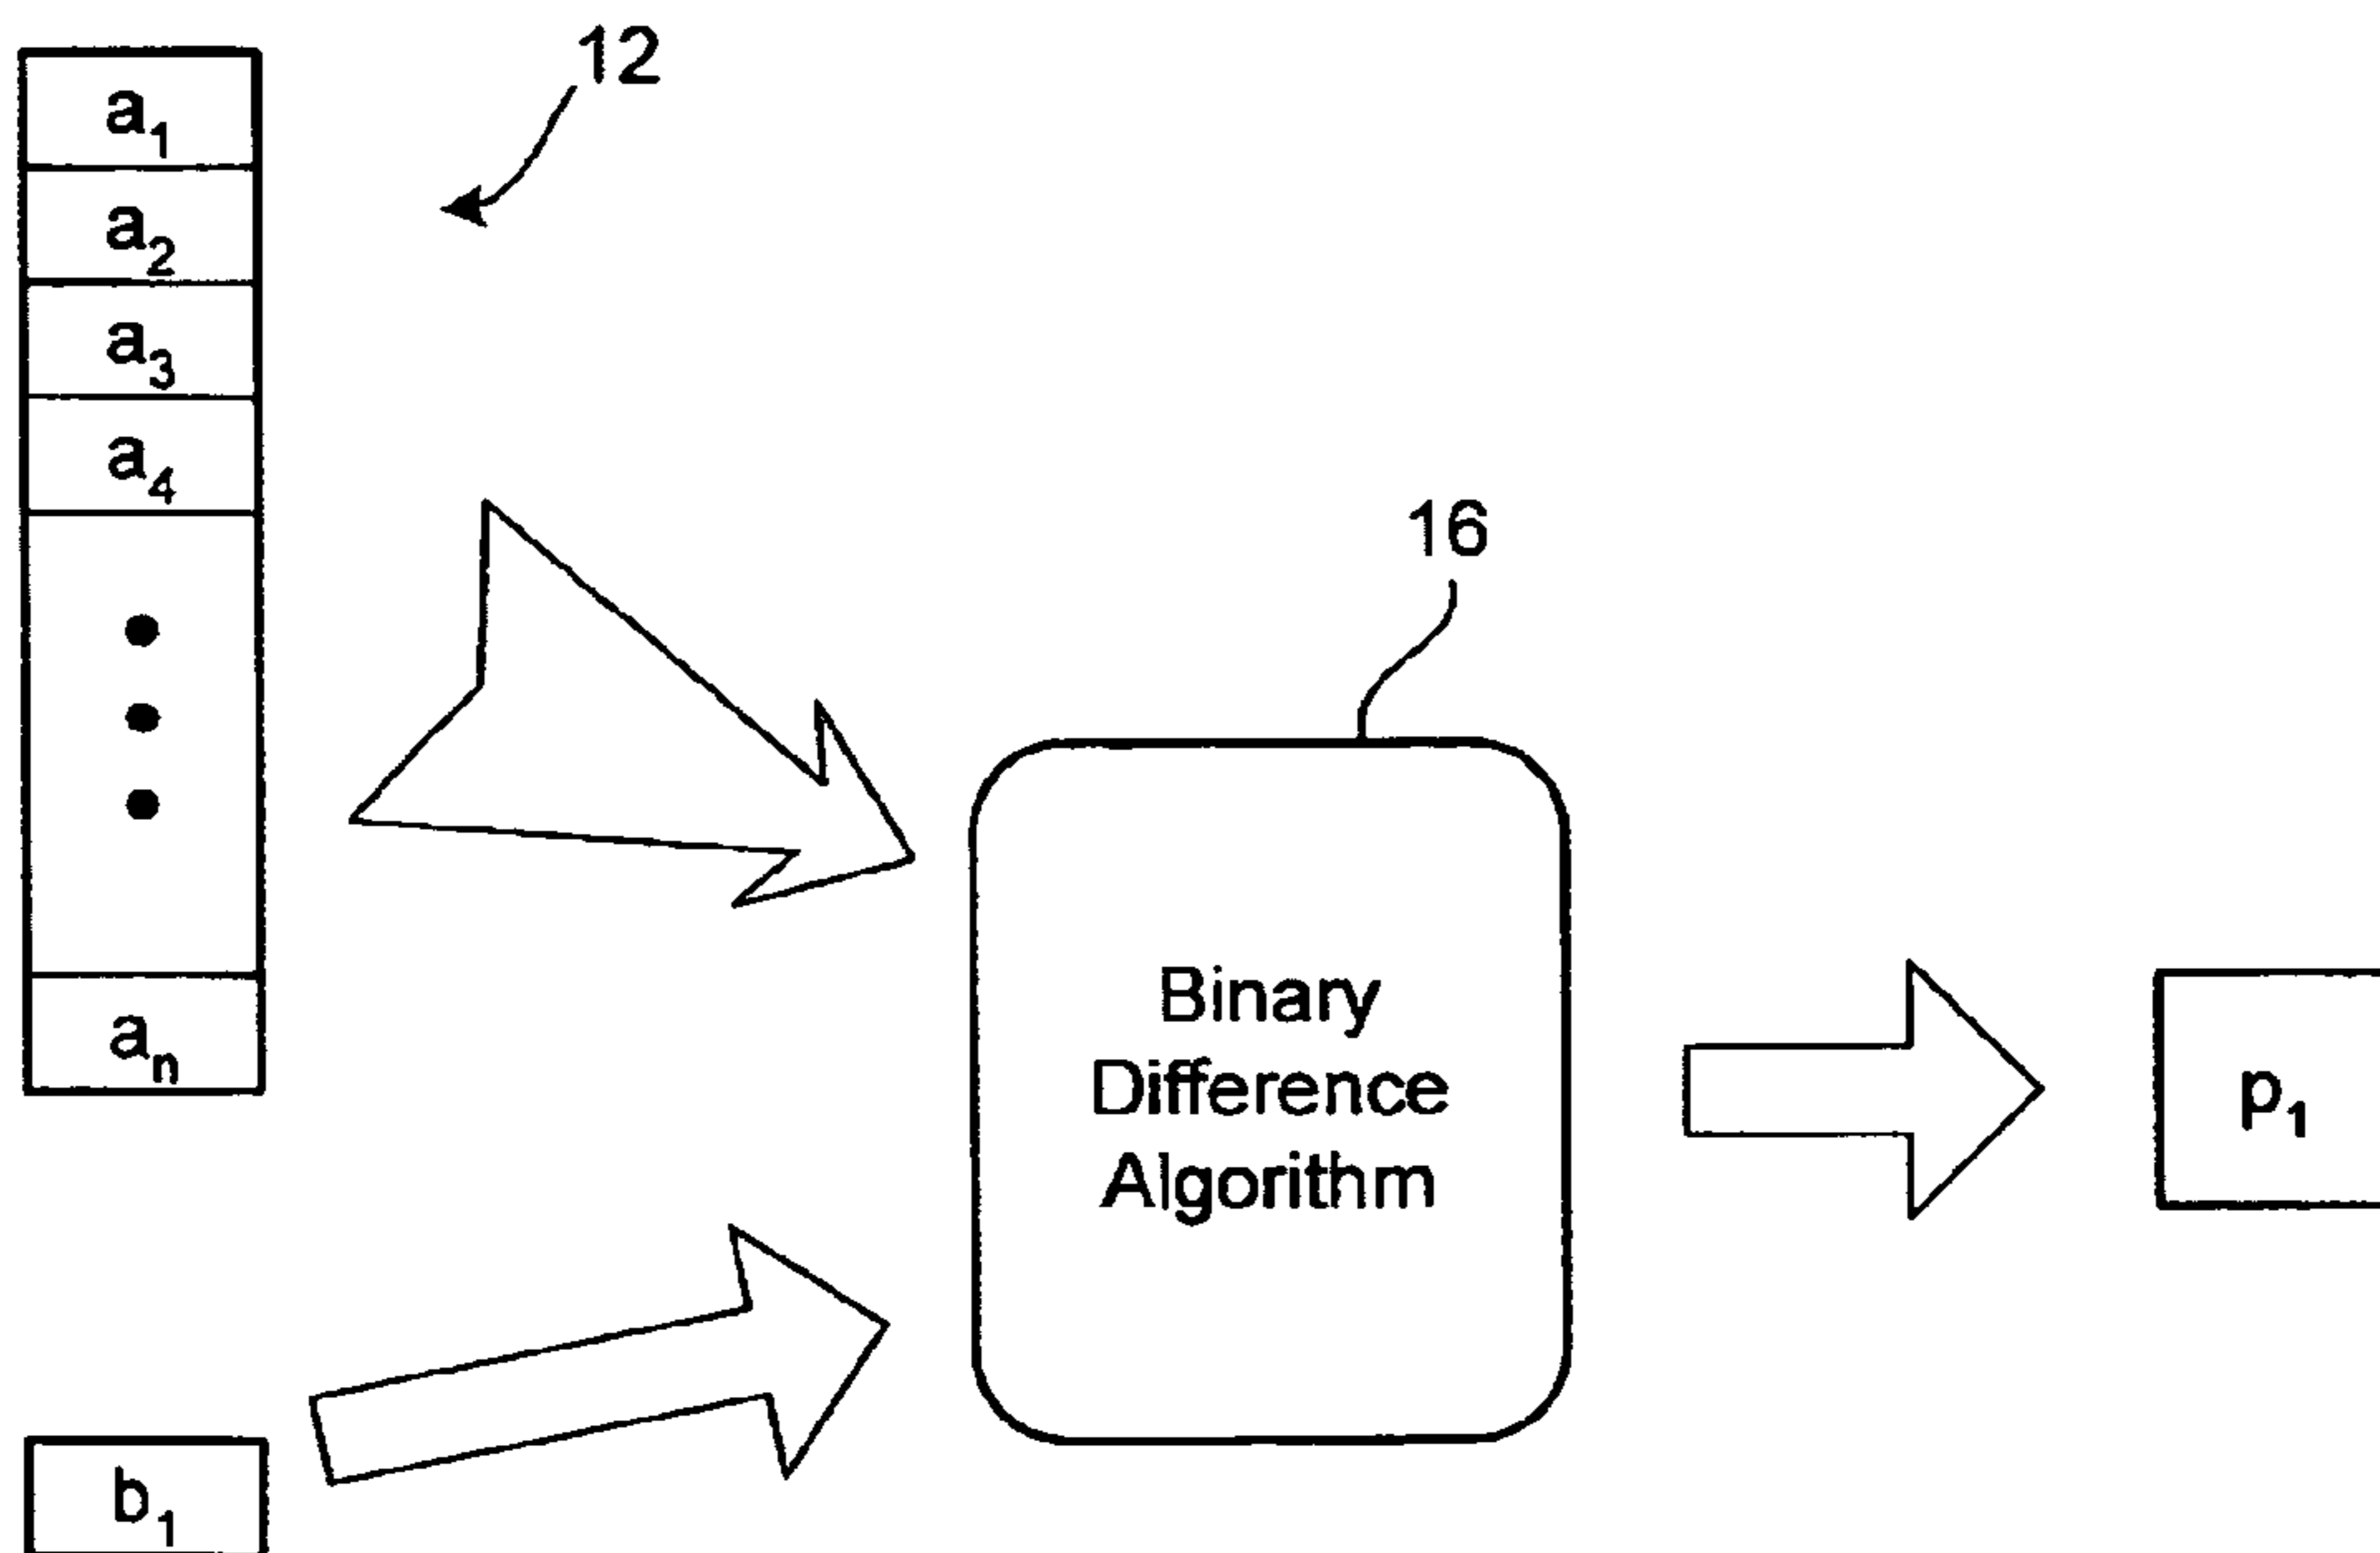 12
a₁
a₂
a₃
a₄
aₙ
16
Binary
Difference
Algorithm
p₁
b₁